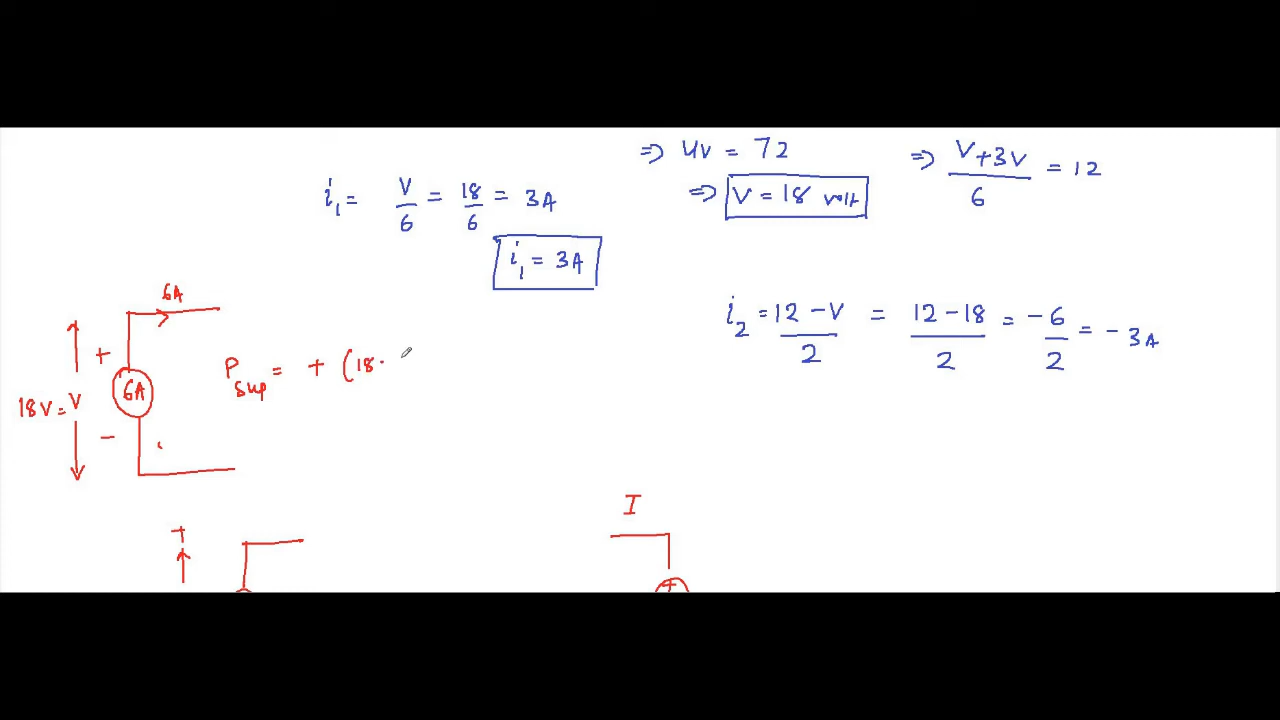 ⇒ 4V = 72
⇒ V = 18 volt
⇒ V+3V/6 = 12
i₁ = V/6 = 18/6 = 3A
i₁ = 3A
i₂ = 12-V/2 = 12-18/2 = -6/2 = -3A
6A
+
18V = V
6A
-
P sup = + (18.
+
I
+